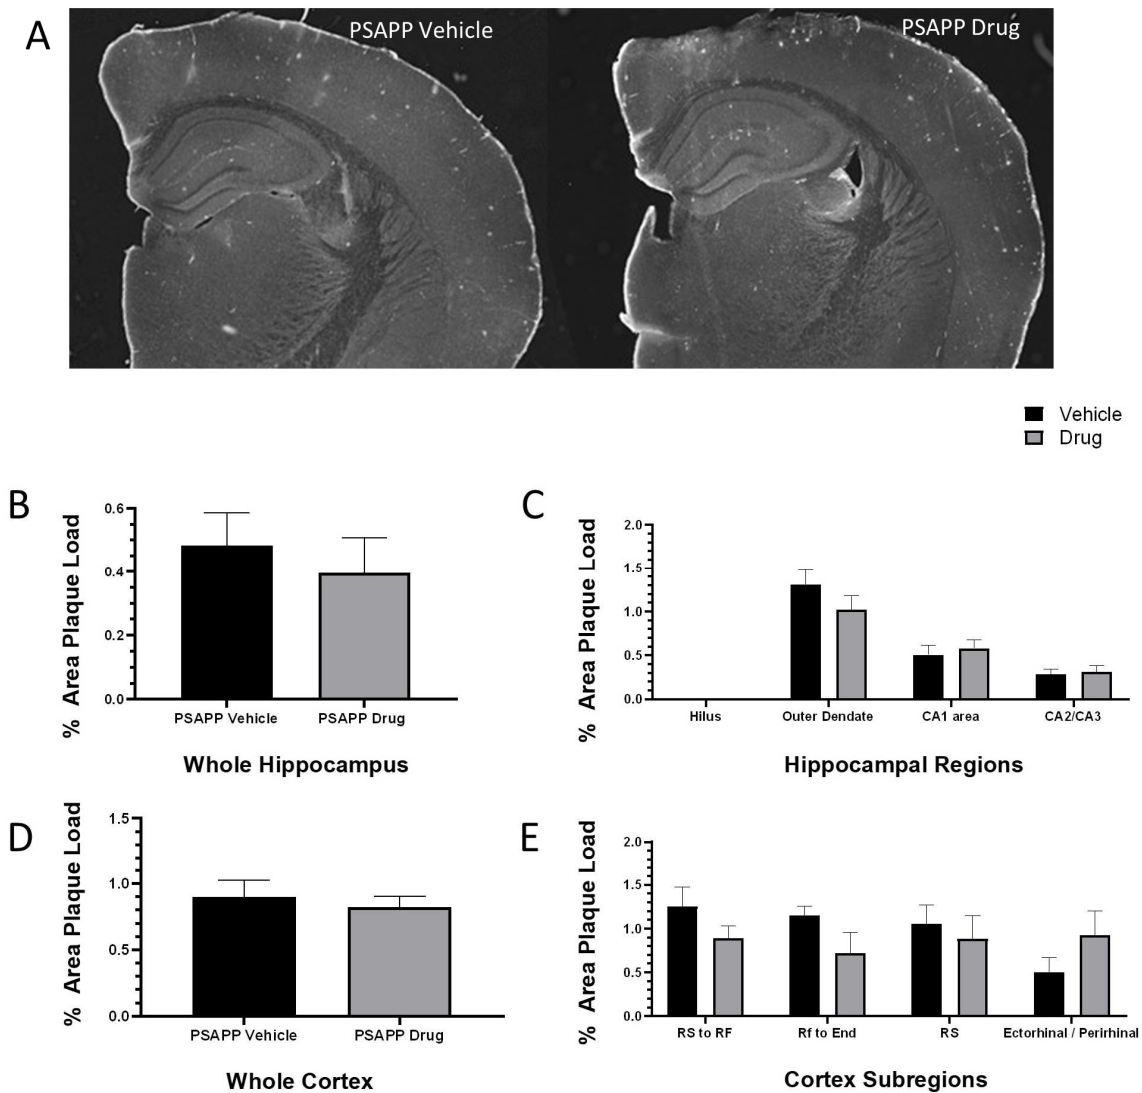 A
PSAPP Vehicle
PSAPP Drug
Vehicle
Drug
B
% Area Plaque Load
0.6
0.4
0.2
0.0
PSAPP Vehicle
PSAPP Drug
Whole Hippocampus
C
% Area Plaque Load
2.0
1.5
1.0
0.5
0.0
Hilus
Outer Dendate
CA1 area
CA2/CA3
Hippocampal Regions
D
% Area Plaque Load
1.5
1.0
0.5
0.0
PSAPP Vehicle
PSAPP Drug
Whole Cortex
E
% Area Plaque Load
2.0
1.5
1.0
0.5
0.0
RS to RF
Rf to End
RS
Ectorhinal / Perirhinal
Cortex Subregions